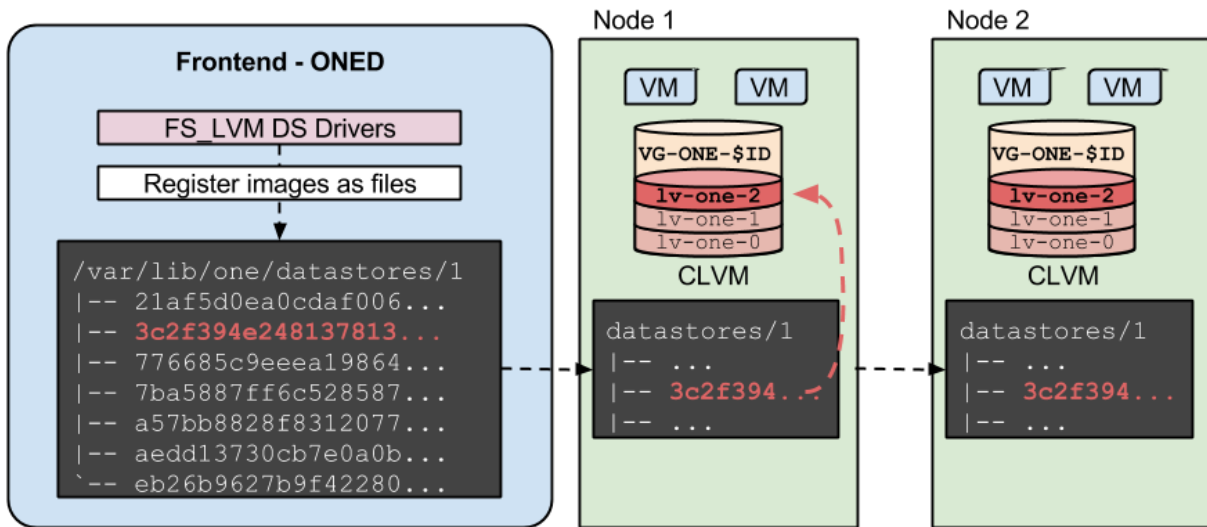 Frontend - ONED
FS_LVM DS Drivers
Register images as files
/var/lib/one/datastores/1
|-- 21af5d0ea0cdaf006...
|-- 3c2f394e248137813...
|-- 776685c9eeea19864...
|-- 7ba5887ff6c528587...
|-- a57bb8828f8312077...
|-- aedd13730cb7e0a0b...
`-- eb26b9627b9f42280...
Node 1
VM VM
VG-ONE-$ID
lv-one-2
lv-one-1
lv-one-0
CLVM
datastores/1
|-- ...
|-- 3c2f394...
|-- ...
Node 2
VM VM
VG-ONE-$ID
lv-one-2
lv-one-1
lv-one-0
CLVM
datastores/1
|-- ...
|-- 3c2f394...
|-- ...